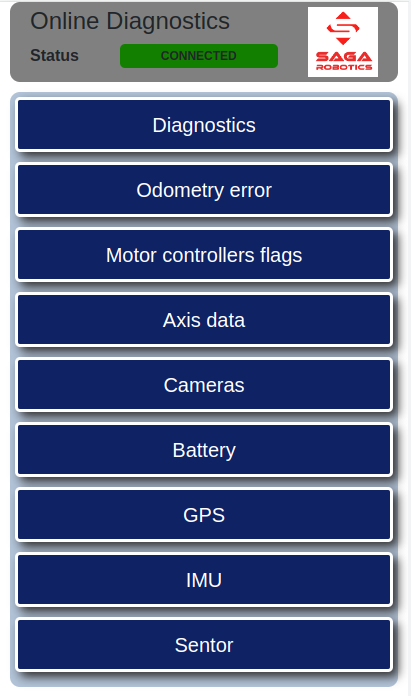 Online Diagnostics
Status
CONNECTED
SAGA
ROBOTICS
Diagnostics
Odometry error
Motor controllers flags
Axis data
Cameras
Battery
GPS
IMU
Sentor